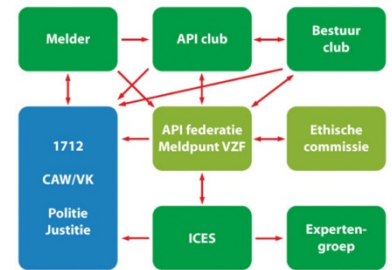 Melder
API club
Bestuur
club
1712
CAW/VK
Politie
Justitie
API federatie
Meldpunt VZF
Ethische
commissie
ICES
Experten-
groep